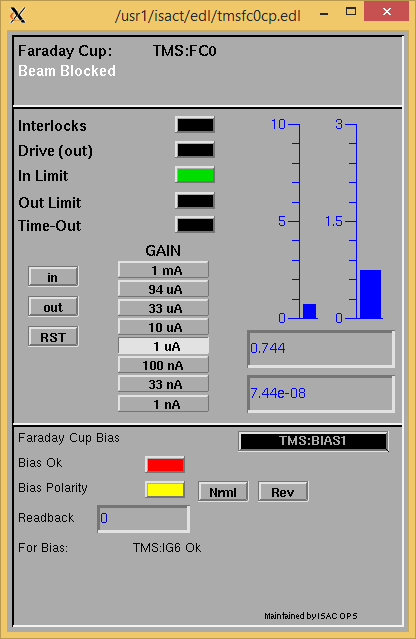 /usr1/isact/edl/tmsfc0cp.edl
Faraday Cup: TMS:FC0
Beam Blocked
Interlocks
Drive (out)
In Limit
Out Limit
Time-Out
10
5
0
3
1.5
0
GAIN
1 mA
94 uA
33 uA
10 uA
1 uA
100 nA
33 nA
1 nA
in
out
RST
0.744
7.44e-08
Faraday Cup Bias TMS:BIAS1
Bias Ok
Bias Polarity Nrml Rev
Readback 0
For Bias: TMS:IG6 Ok
Maintained by ISAC OPS